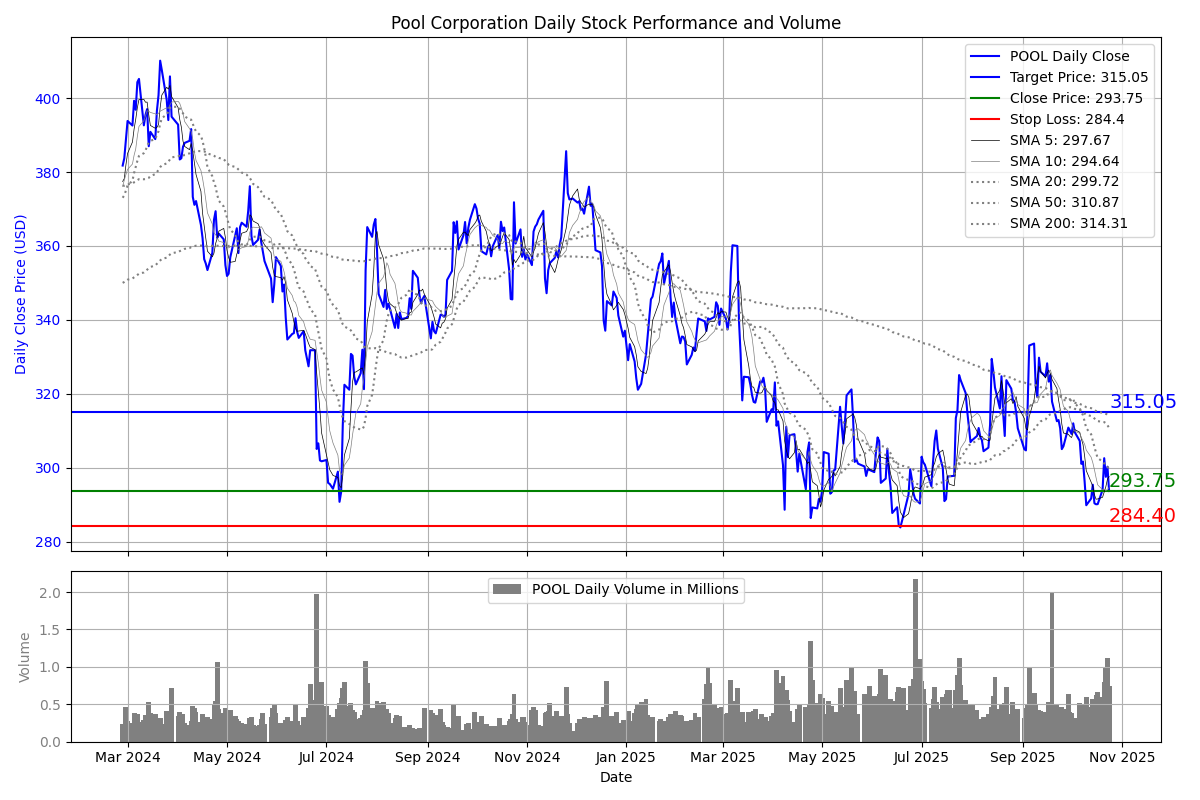 Pool Corporation Daily Stock Performance and Volume
Daily Close Price (USD)
400
380
360
340
320
300
280
POOL Daily Close
Target Price: 315.05
Close Price: 293.75
Stop Loss: 284.4
SMA 5: 297.67
SMA 10: 294.64
SMA 20: 299.72
SMA 50: 310.87
SMA 200: 314.31
315.05
293.75
284.40
Volume
2.0
1.5
1.0
0.5
0.0
POOL Daily Volume in Millions
Mar 2024
May 2024
Jul 2024
Sep 2024
Nov 2024
Jan 2025
Mar 2025
May 2025
Jul 2025
Sep 2025
Nov 2025
Date